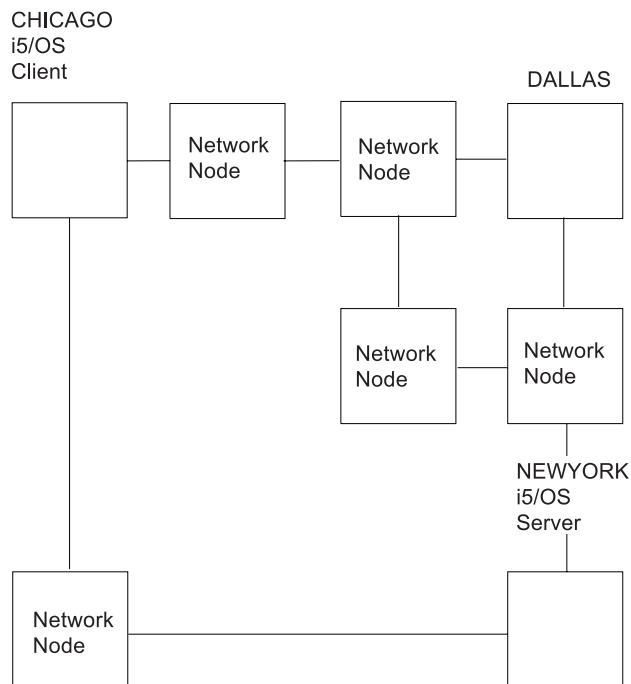 CHICAGO
i5/OS
Client
DALLAS
Network
Node
Network
Node
Network
Node
Network
Node
NEWYORK
i5/OS
Server
Network
Node